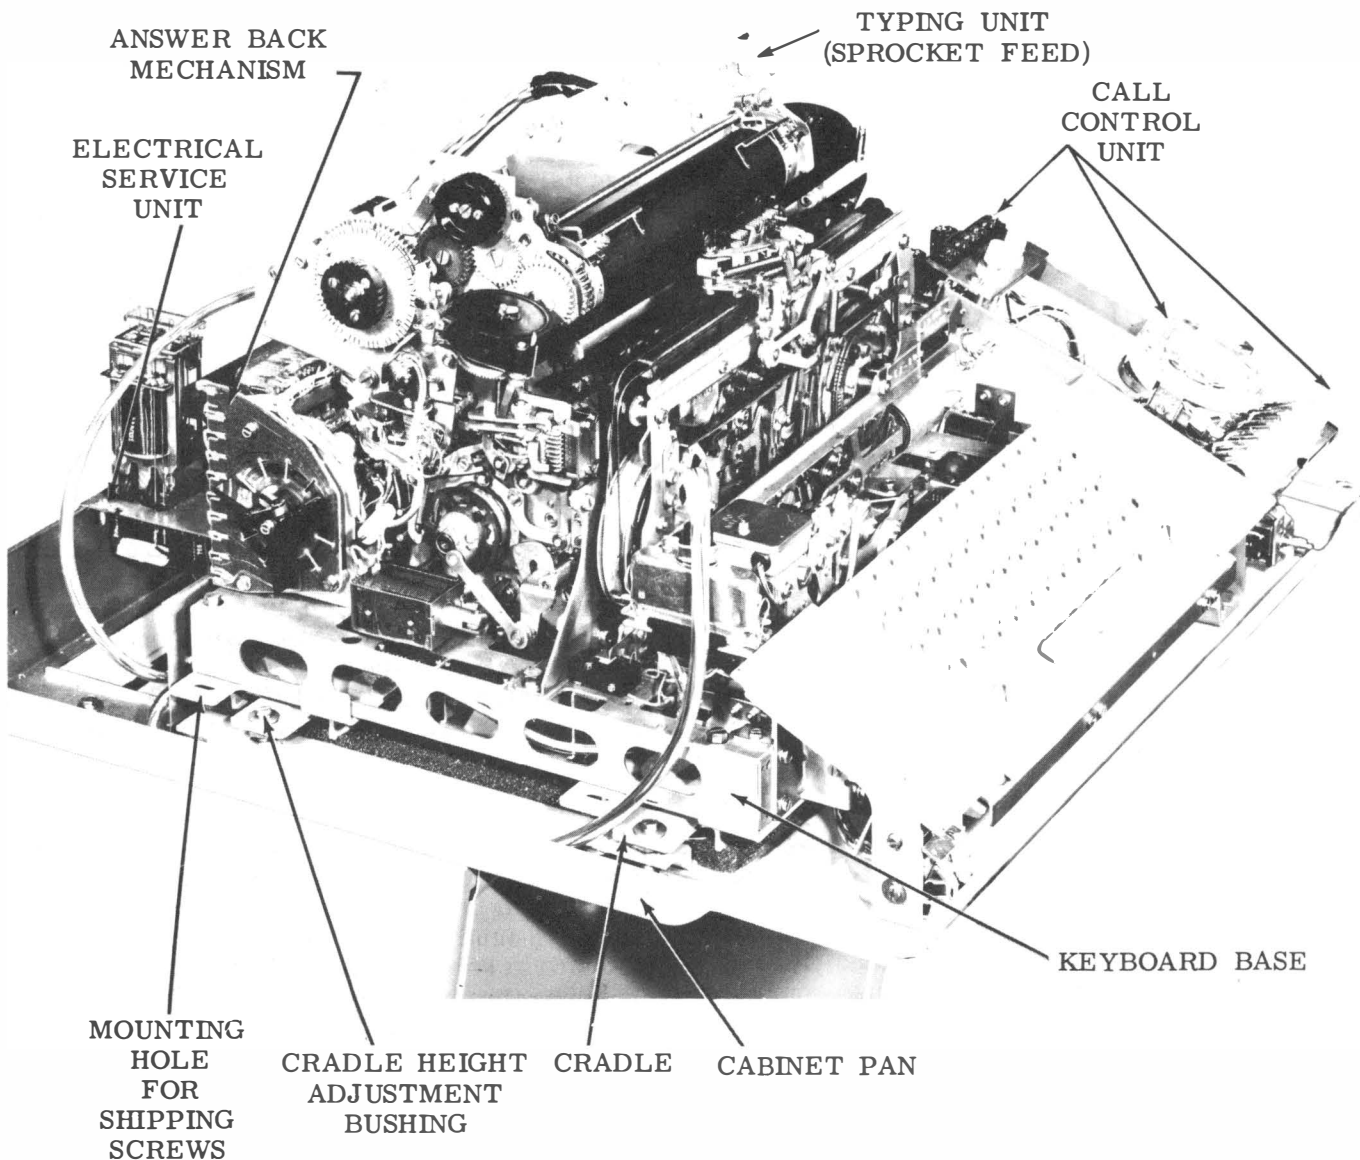 TYPING UNIT
(SPROCKET FEED)
ANSWER BACK
MECHANISM
CALL
CONTROL
UNIT
ELECTRICAL
SERVICE
UNIT
KEYBOARD BASE
MOUNTING
HOLE
FOR
SHIPPING
SCREWS
CRADLE HEIGHT
ADJUSTMENT
BUSHING
CRADLE
CABINET PAN